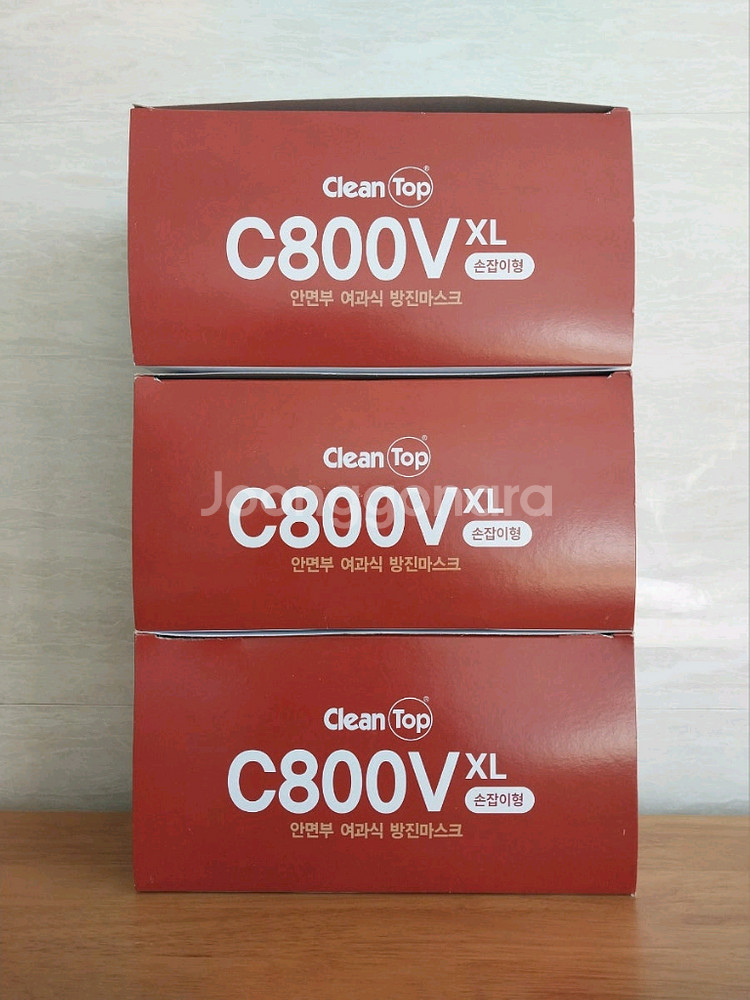 Clean Top®
C800V XL
손잡이형
안면부 여과식 방진마스크
Clean Top®
Joonggonara
C800V XL
손잡이형
안면부 여과식 방진마스크
Clean Top®
C800V XL
손잡이형
안면부 여과식 방진마스크